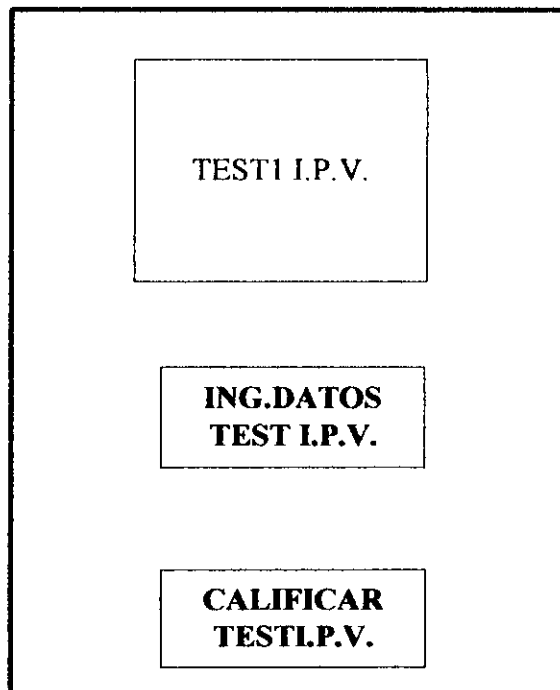 TEST1 I.P.V.
ING.DATOS
TEST I.P.V.
CALIFICAR
TESTI.P.V.